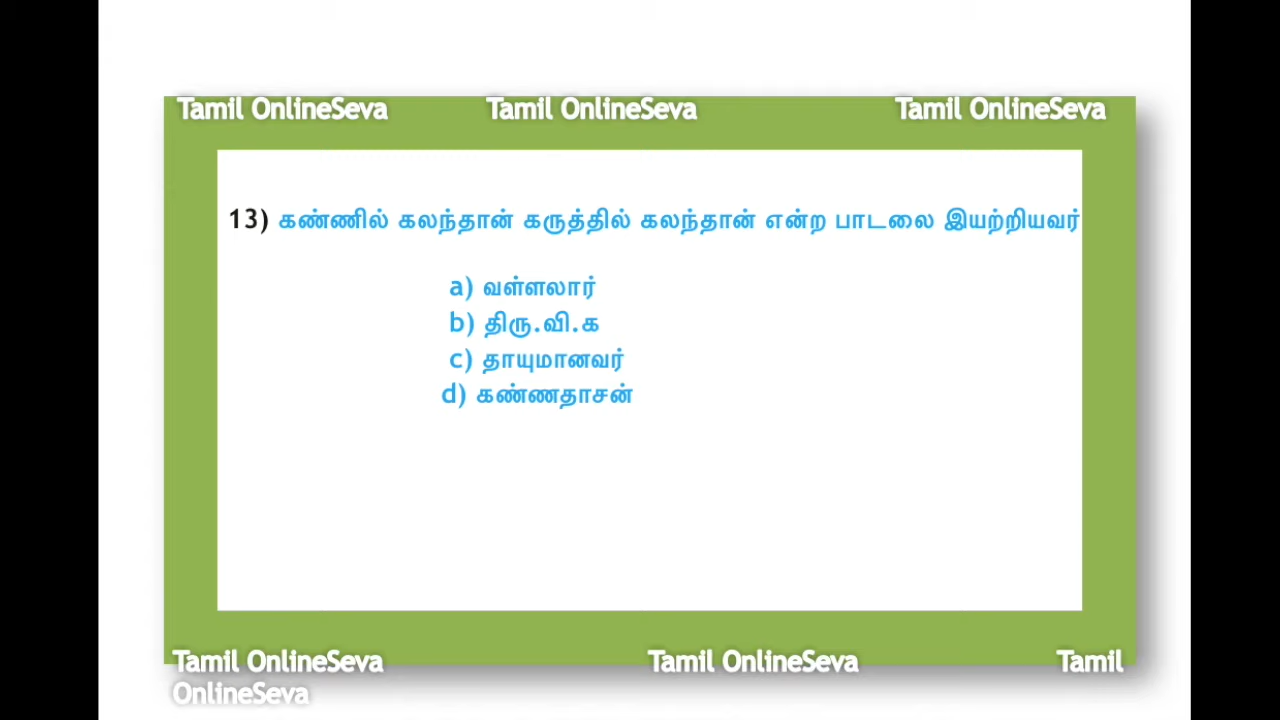 Tamil OnlineSeva Tamil OnlineSeva Tamil OnlineSeva
13) கண்ணில் கலந்தான் கருத்தில் கலந்தான் என்ற பாடலை இயற்றியவர்
a) வள்ளலார்
b) திரு.வி.க
c) தாயுமானவர்
d) கண்ணதாசன்
Tamil OnlineSeva Tamil OnlineSeva Tamil
OnlineSeva